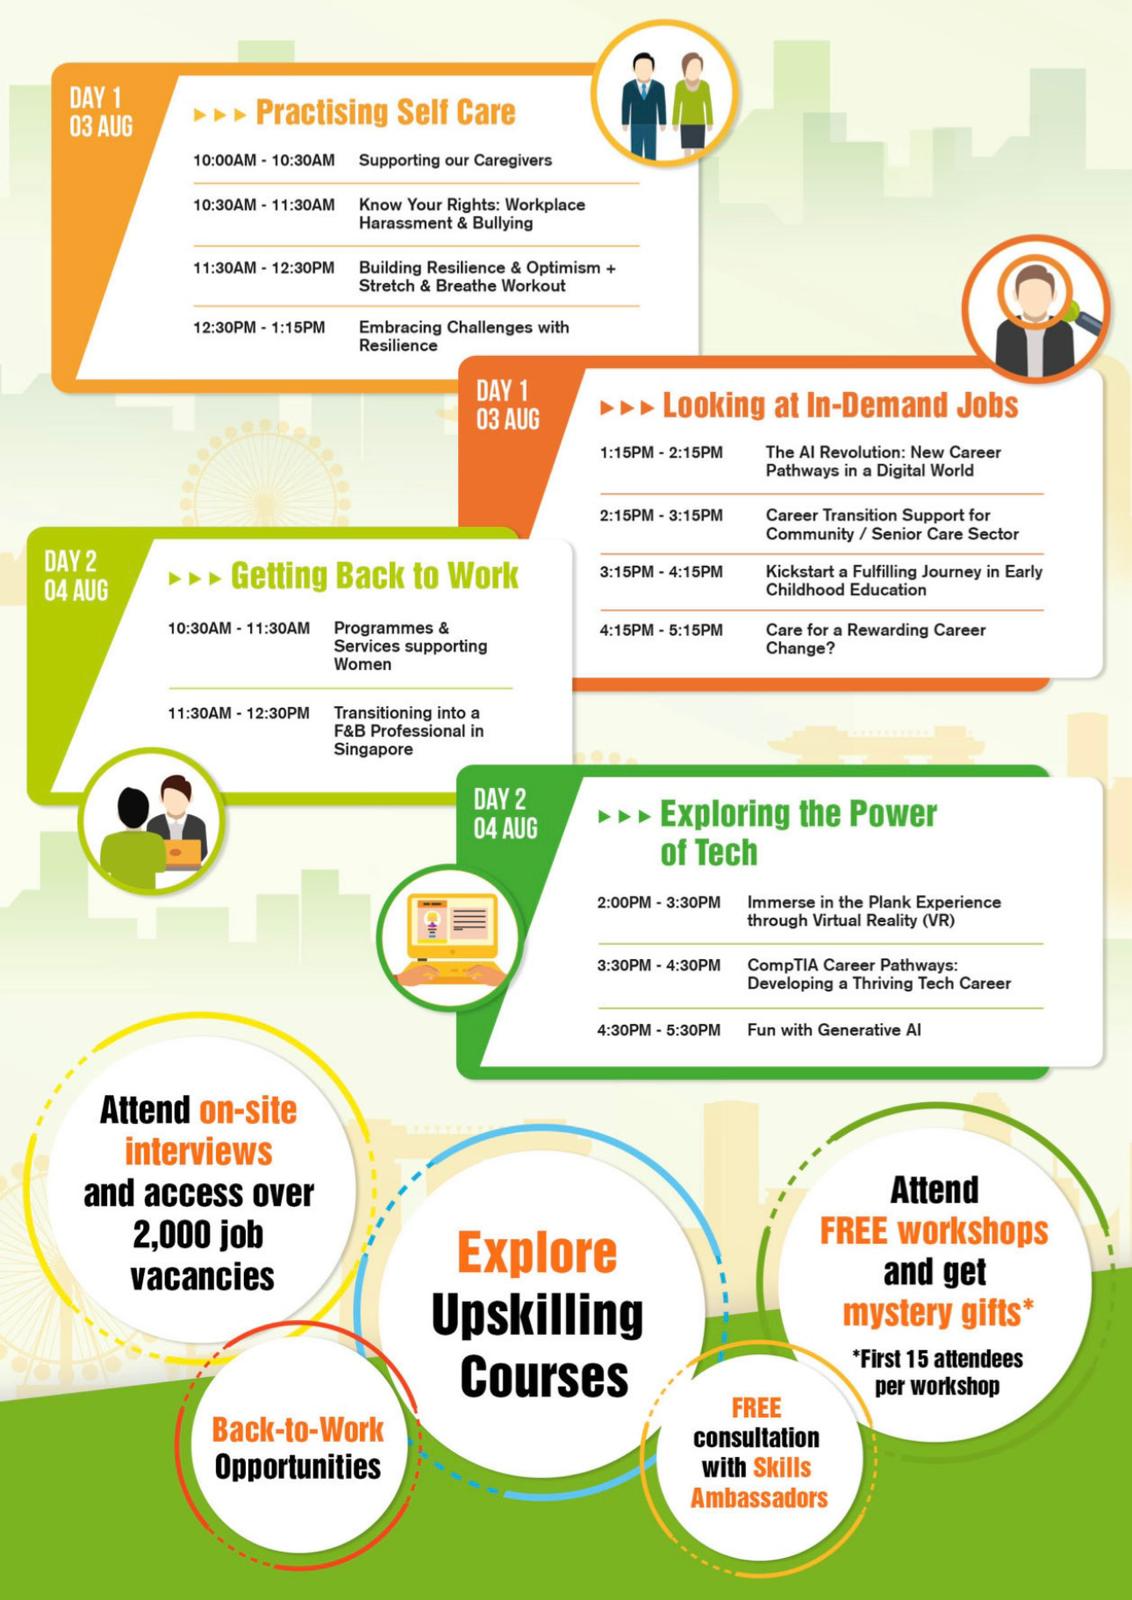 DAY 1
03 AUG
Practising Self Care
10:00AM - 10:30AM Supporting our Caregivers
10:30AM - 11:30AM Know Your Rights: Workplace
Harassment & Bullying
11:30AM - 12:30PM Building Resilience & Optimism +
Stretch & Breathe Workout
12:30PM - 1:15PM Embracing Challenges with
Resilience
DAY 1
03 AUG
Looking at In-Demand Jobs
1:15PM - 2:15PM The AI Revolution: New Career
Pathways in a Digital World
2:15PM - 3:15PM Career Transition Support for
Community / Senior Care Sector
3:15PM - 4:15PM Kickstart a Fulfilling Journey in Early
Childhood Education
4:15PM - 5:15PM Care for a Rewarding Career
Change?
DAY 2
04 AUG
Getting Back to Work
10:30AM - 11:30AM Programmes &
Services supporting
Women
11:30AM - 12:30PM Transitioning into a
F&B Professional in
Singapore
DAY 2
04 AUG
Exploring the Power
of Tech
2:00PM - 3:30PM Immerse in the Plank Experience
through Virtual Reality (VR)
3:30PM - 4:30PM CompTIA Career Pathways:
Developing a Thriving Tech Career
4:30PM - 5:30PM Fun with Generative AI
Attend on-site
interviews
and access over
2,000 job
vacancies
Explore
Upskilling
Courses
Attend
FREE workshops
and get
mystery gifts*
*First 15 attendees
per workshop
Back-to-Work
Opportunities
FREE
consultation
with Skills
Ambassadors